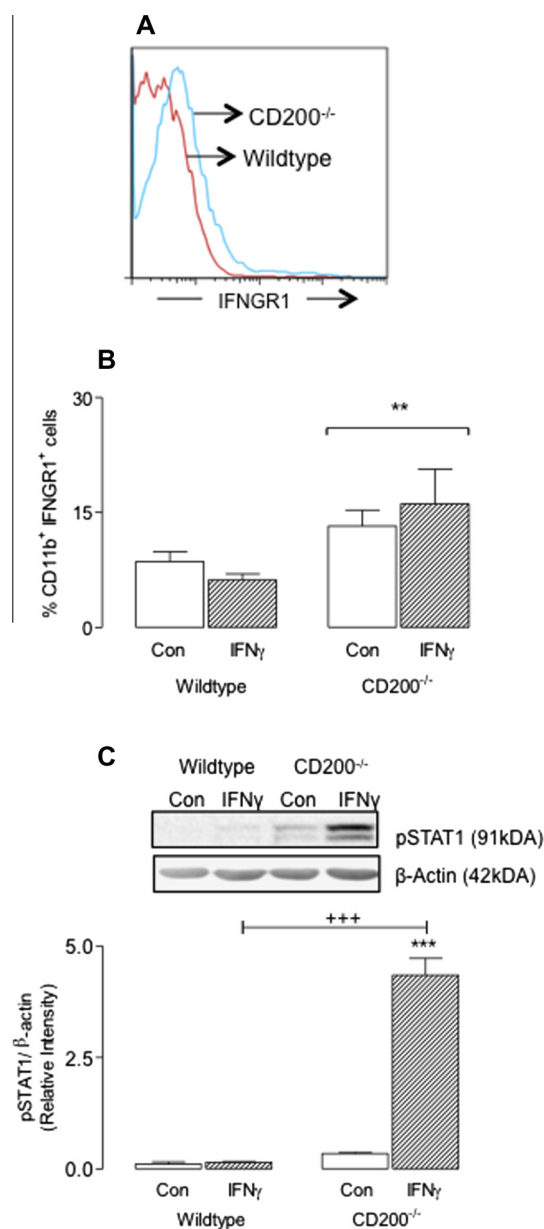 A
CD200-/-
Wildtype
IFNGR1
B
30
15
0
% CD11b+ IFNGR1+ cells
**
Con IFNγ Con IFNγ
Wildtype CD200-/-
C
Wildtype CD200-/-
Con IFNγ Con IFNγ
pSTAT1 (91kDA)
β-Actin (42kDA)
+++
***
5.0
2.5
0.0
pSTAT1/ β-actin
(Relative Intensity)
Con IFNγ Con IFNγ
Wildtype CD200-/-